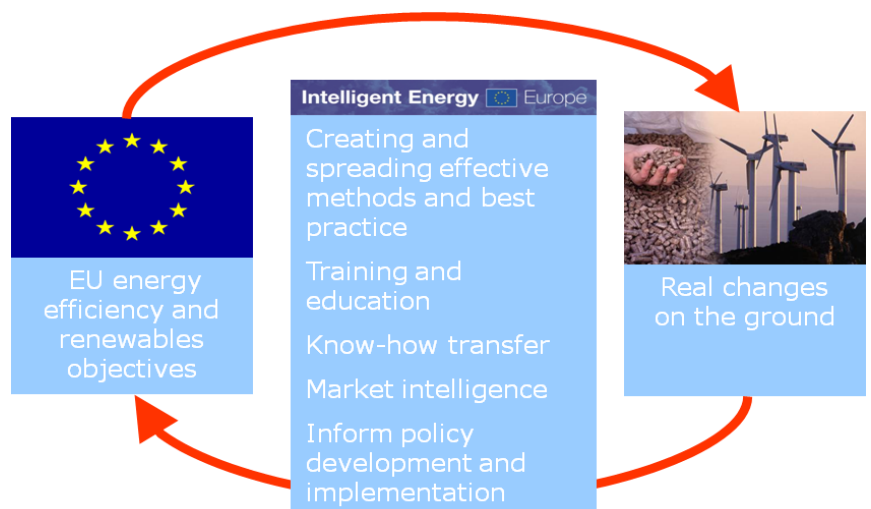 EU energy
efficiency and
renewables
objectives
Intelligent Energy Europe
Creating and
spreading effective
methods and best
practice
Training and
education
Know-how transfer
Market intelligence
Inform policy
development and
implementation
Real changes
on the ground